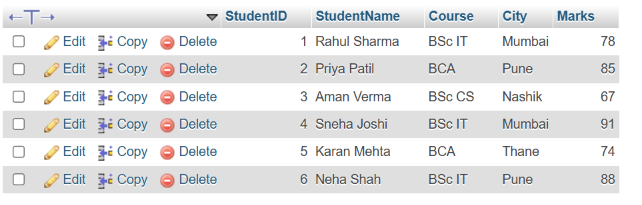 StudentID StudentName Course City Marks
Edit Copy Delete 1 Rahul Sharma BSc IT Mumbai 78
Edit Copy Delete 2 Priya Patil BCA Pune 85
Edit Copy Delete 3 Aman Verma BSc CS Nashik 67
Edit Copy Delete 4 Sneha Joshi BSc IT Mumbai 91
Edit Copy Delete 5 Karan Mehta BCA Thane 74
Edit Copy Delete 6 Neha Shah BSc IT Pune 88